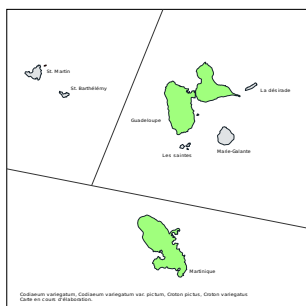 St. Martin
St. Barthélémy
La désirade
Guadeloupe
Marie-Galante
Les saintes
Martinique
Codiaeum variegatum, Codiaeum variegatum var. pictum, Croton pictus, Croton variegatus
Carte en cours d'élaboration.